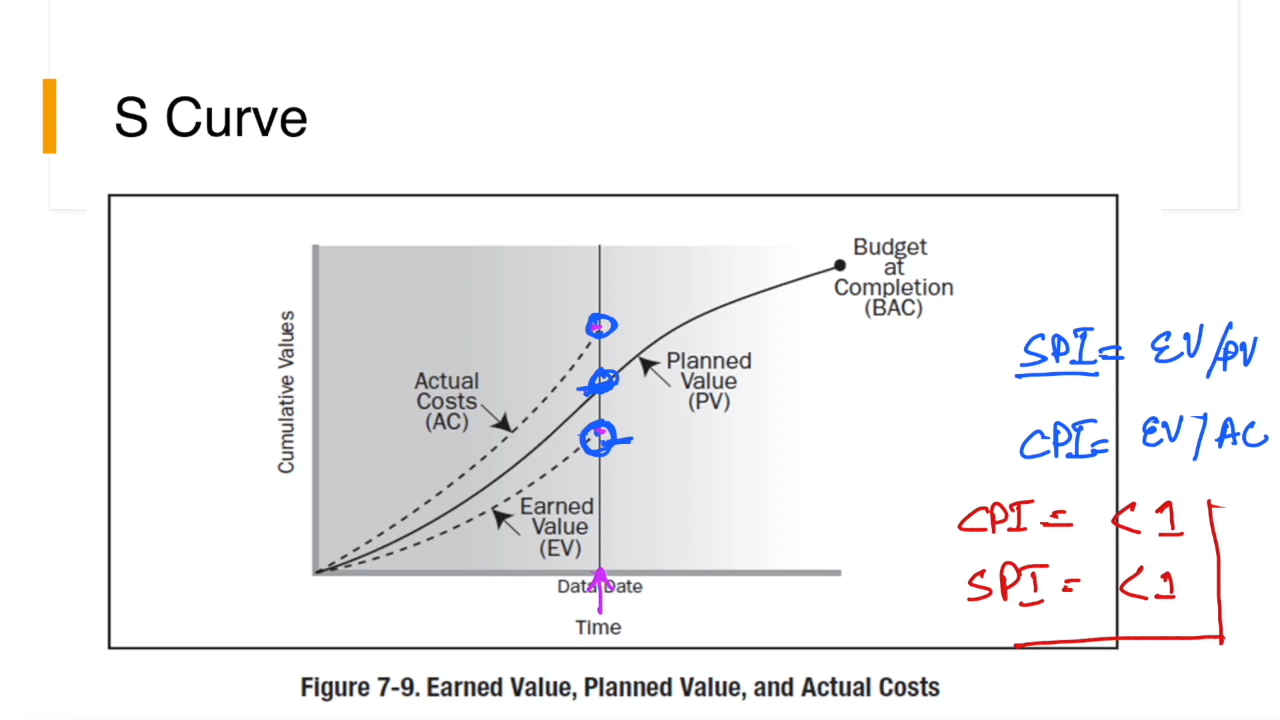 S Curve
Budget
at
Completion
(BAC)
Planned
Value
(PV)
Actual
Costs
(AC)
Earned
Value
(EV)
Cumulative Values
Data Date
Time
SPI = EV/PV
CPI = EV/AC
CPI = < 1
SPI = < 1
Figure 7-9. Earned Value, Planned Value, and Actual Costs